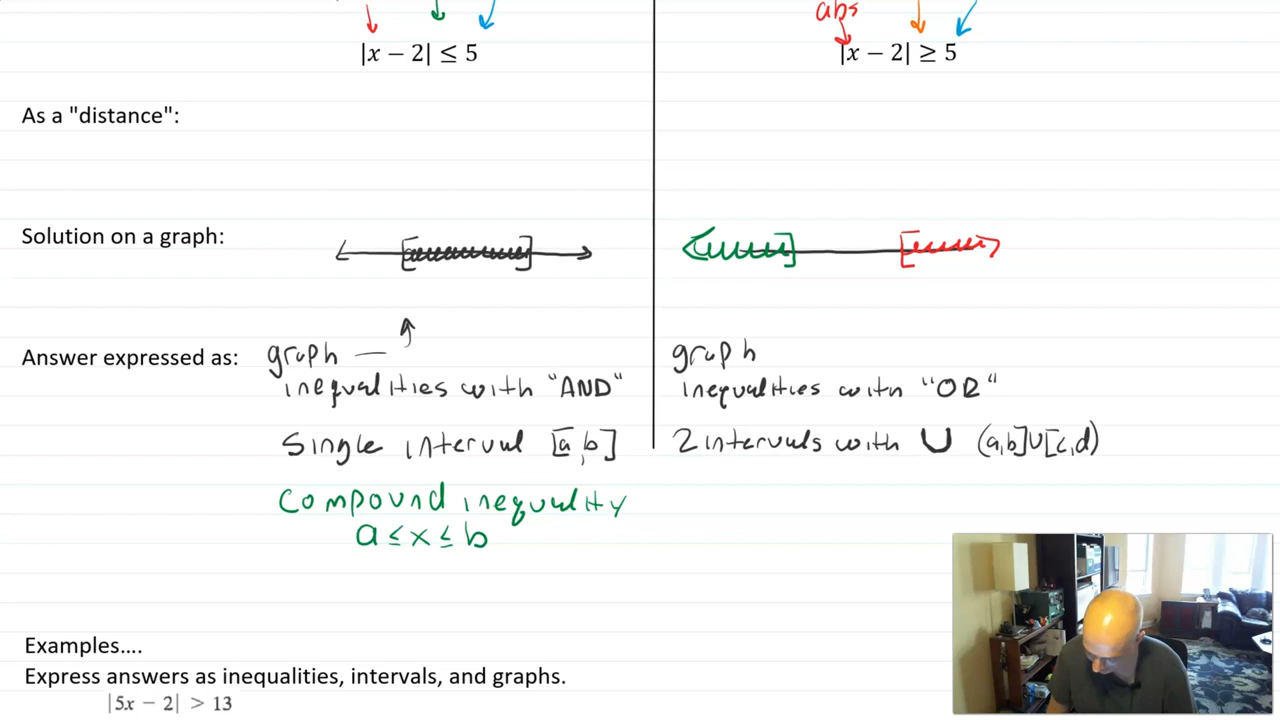 abs
|x − 2| ≤ 5
|x − 2| ≥ 5
As a "distance":
Solution on a graph:
Answer expressed as:
graph —
inequalities with "AND"
Single interval [a,b]
Compound inequality
a ≤ x ≤ b
graph
inequalities with "OR"
2 intervals with ∪ (a,b]∪[c,d)
Examples....
Express answers as inequalities, intervals, and graphs.
|5x − 2| > 13